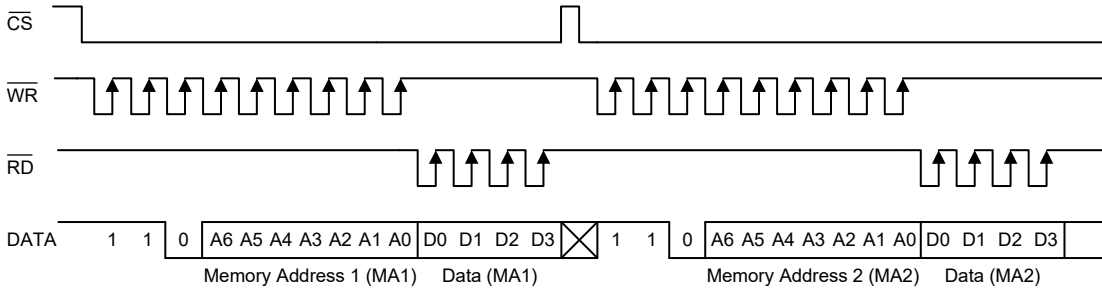 CS
WR
RD
DATA 1 1 0 A6 A5 A4 A3 A2 A1 A0 D0 D1 D2 D3 1 1 0 A6 A5 A4 A3 A2 A1 A0 D0 D1 D2 D3
Memory Address 1 (MA1) Data (MA1) Memory Address 2 (MA2) Data (MA2)